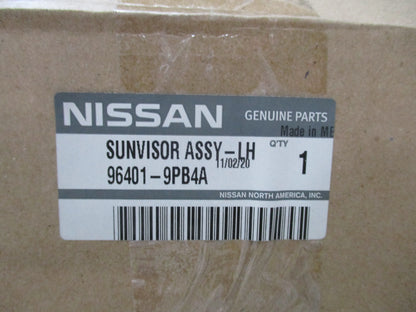 NISSAN GENUINE PARTS
Made in ME
SUNVISOR ASSY-LH Q'TY
11/02/20
96401-9PB4A 1
NISSAN NORTH AMERICA, INC.